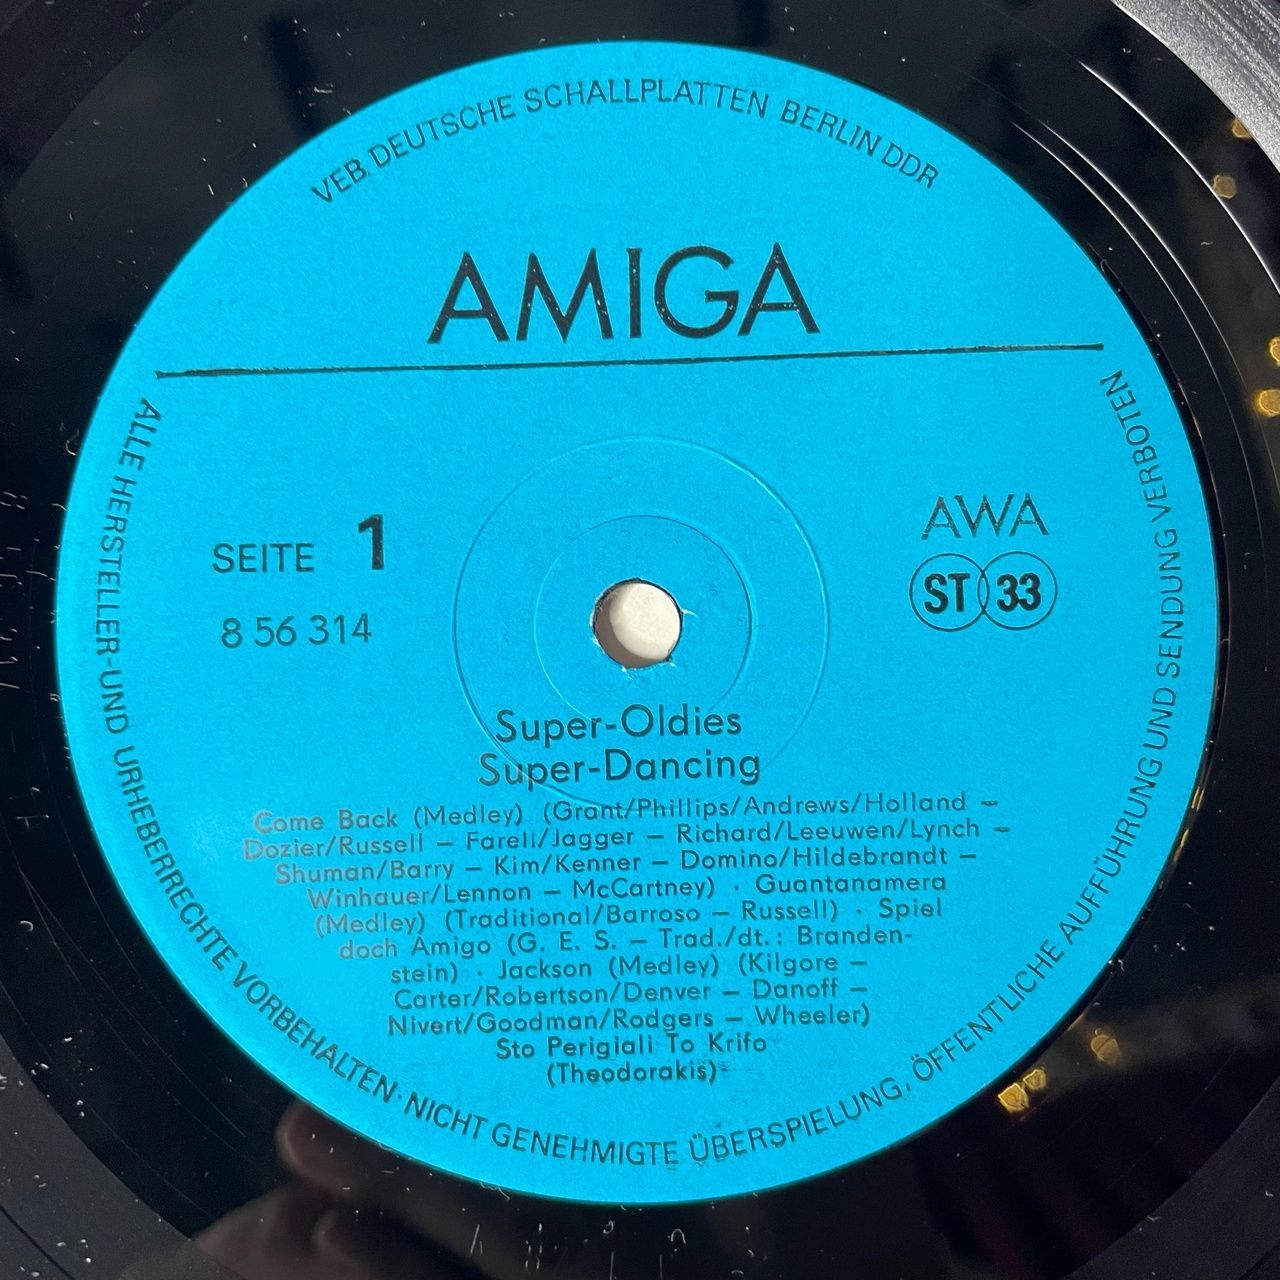 VEB DEUTSCHE SCHALLPLATTEN BERLIN DDR
AMIGA
SEITE 1
8 56 314
AWA
ST 33
Super-Oldies
Super-Dancing
Come Back (Medley) (Grant/Phillips/Andrews/Holland –
Dozier/Russell – Farell/Jagger – Richard/Leeuwen/Lynch –
Shuman/Barry – Kim/Kenner – Domino/Hildebrandt –
Winhauer/Lennon – McCartney) · Guantanamera
(Medley) (Traditional/Barroso – Russell) · Spiel
doch Amigo (G. E. S. – Trad./dt.: Branden-
stein) · Jackson (Medley) (Kilgore –
Carter/Robertson/Denver – Danoff –
Nivert/Goodman/Rodgers – Wheeler)
Sto Perigiali To Krifo
(Theodorakis)
ALLE HERSTELLER-UND URHEBERRECHTE VORBEHALTEN· NICHT GENEHMIGTE ÜBERSPIELUNG, ÖFFENTLICHE AUFFÜHRUNG UND SENDUNG VERBOTEN